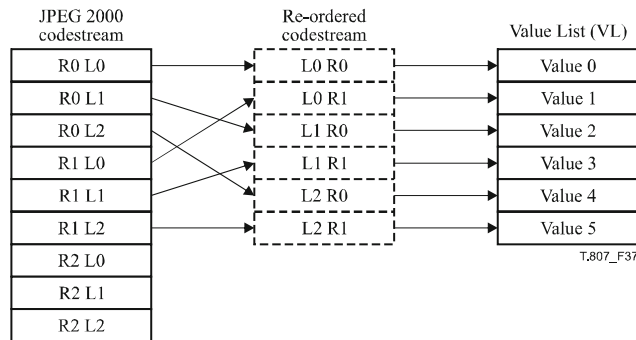 JPEG 2000
codestream
Re-ordered
codestream
Value List (VL)
R0 L0
L0 R0
Value 0
R0 L1
L0 R1
Value 1
R0 L2
L1 R0
Value 2
R1 L0
L1 R1
Value 3
R1 L1
L2 R0
Value 4
R1 L2
L2 R1
Value 5
R2 L0
T.807_F37
R2 L1
R2 L2